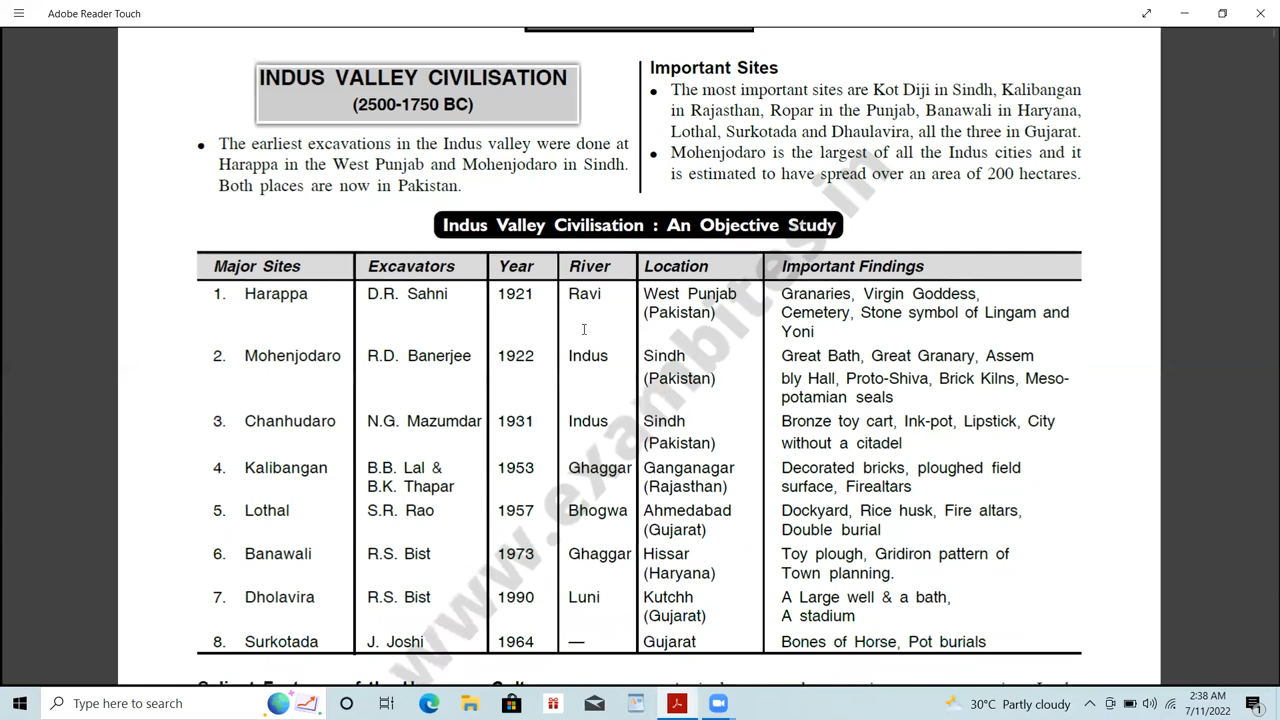 Adobe Reader Touch
INDUS VALLEY CIVILISATION
(2500-1750 BC)
• The earliest excavations in the Indus valley were done at
Harappa in the West Punjab and Mohenjodaro in Sindh.
Both places are now in Pakistan.
Important Sites
• The most important sites are Kot Diji in Sindh, Kalibangan
in Rajasthan, Ropar in the Punjab, Banawali in Haryana,
Lothal, Surkotada and Dhaulavira, all the three in Gujarat.
• Mohenjodaro is the largest of all the Indus cities and it
is estimated to have spread over an area of 200 hectares.
Indus Valley Civilisation : An Objective Study
Major Sites Excavators Year River Location Important Findings
1. Harappa D.R. Sahni 1921 Ravi West Punjab Granaries, Virgin Goddess,
(Pakistan) Cemetery, Stone symbol of Lingam and
Yoni
2. Mohenjodaro R.D. Banerjee 1922 Indus Sindh Great Bath, Great Granary, Assem
(Pakistan) bly Hall, Proto-Shiva, Brick Kilns, Meso-
potamian seals
3. Chanhudaro N.G. Mazumdar 1931 Indus Sindh Bronze toy cart, Ink-pot, Lipstick, City
(Pakistan) without a citadel
4. Kalibangan B.B. Lal & 1953 Ghaggar Ganganagar Decorated bricks, ploughed field
B.K. Thapar (Rajasthan) surface, Firealtars
5. Lothal S.R. Rao 1957 Bhogwa Ahmedabad Dockyard, Rice husk, Fire altars,
(Gujarat) Double burial
6. Banawali R.S. Bist 1973 Ghaggar Hissar Toy plough, Gridiron pattern of
(Haryana) Town planning.
7. Dholavira R.S. Bist 1990 Luni Kutchh A Large well & a bath,
(Gujarat) A stadium
8. Surkotada J. Joshi 1964 — Gujarat Bones of Horse, Pot burials
www.exambites.in
Type here to search
30°C Partly cloudy
2:38 AM
7/11/2022
1